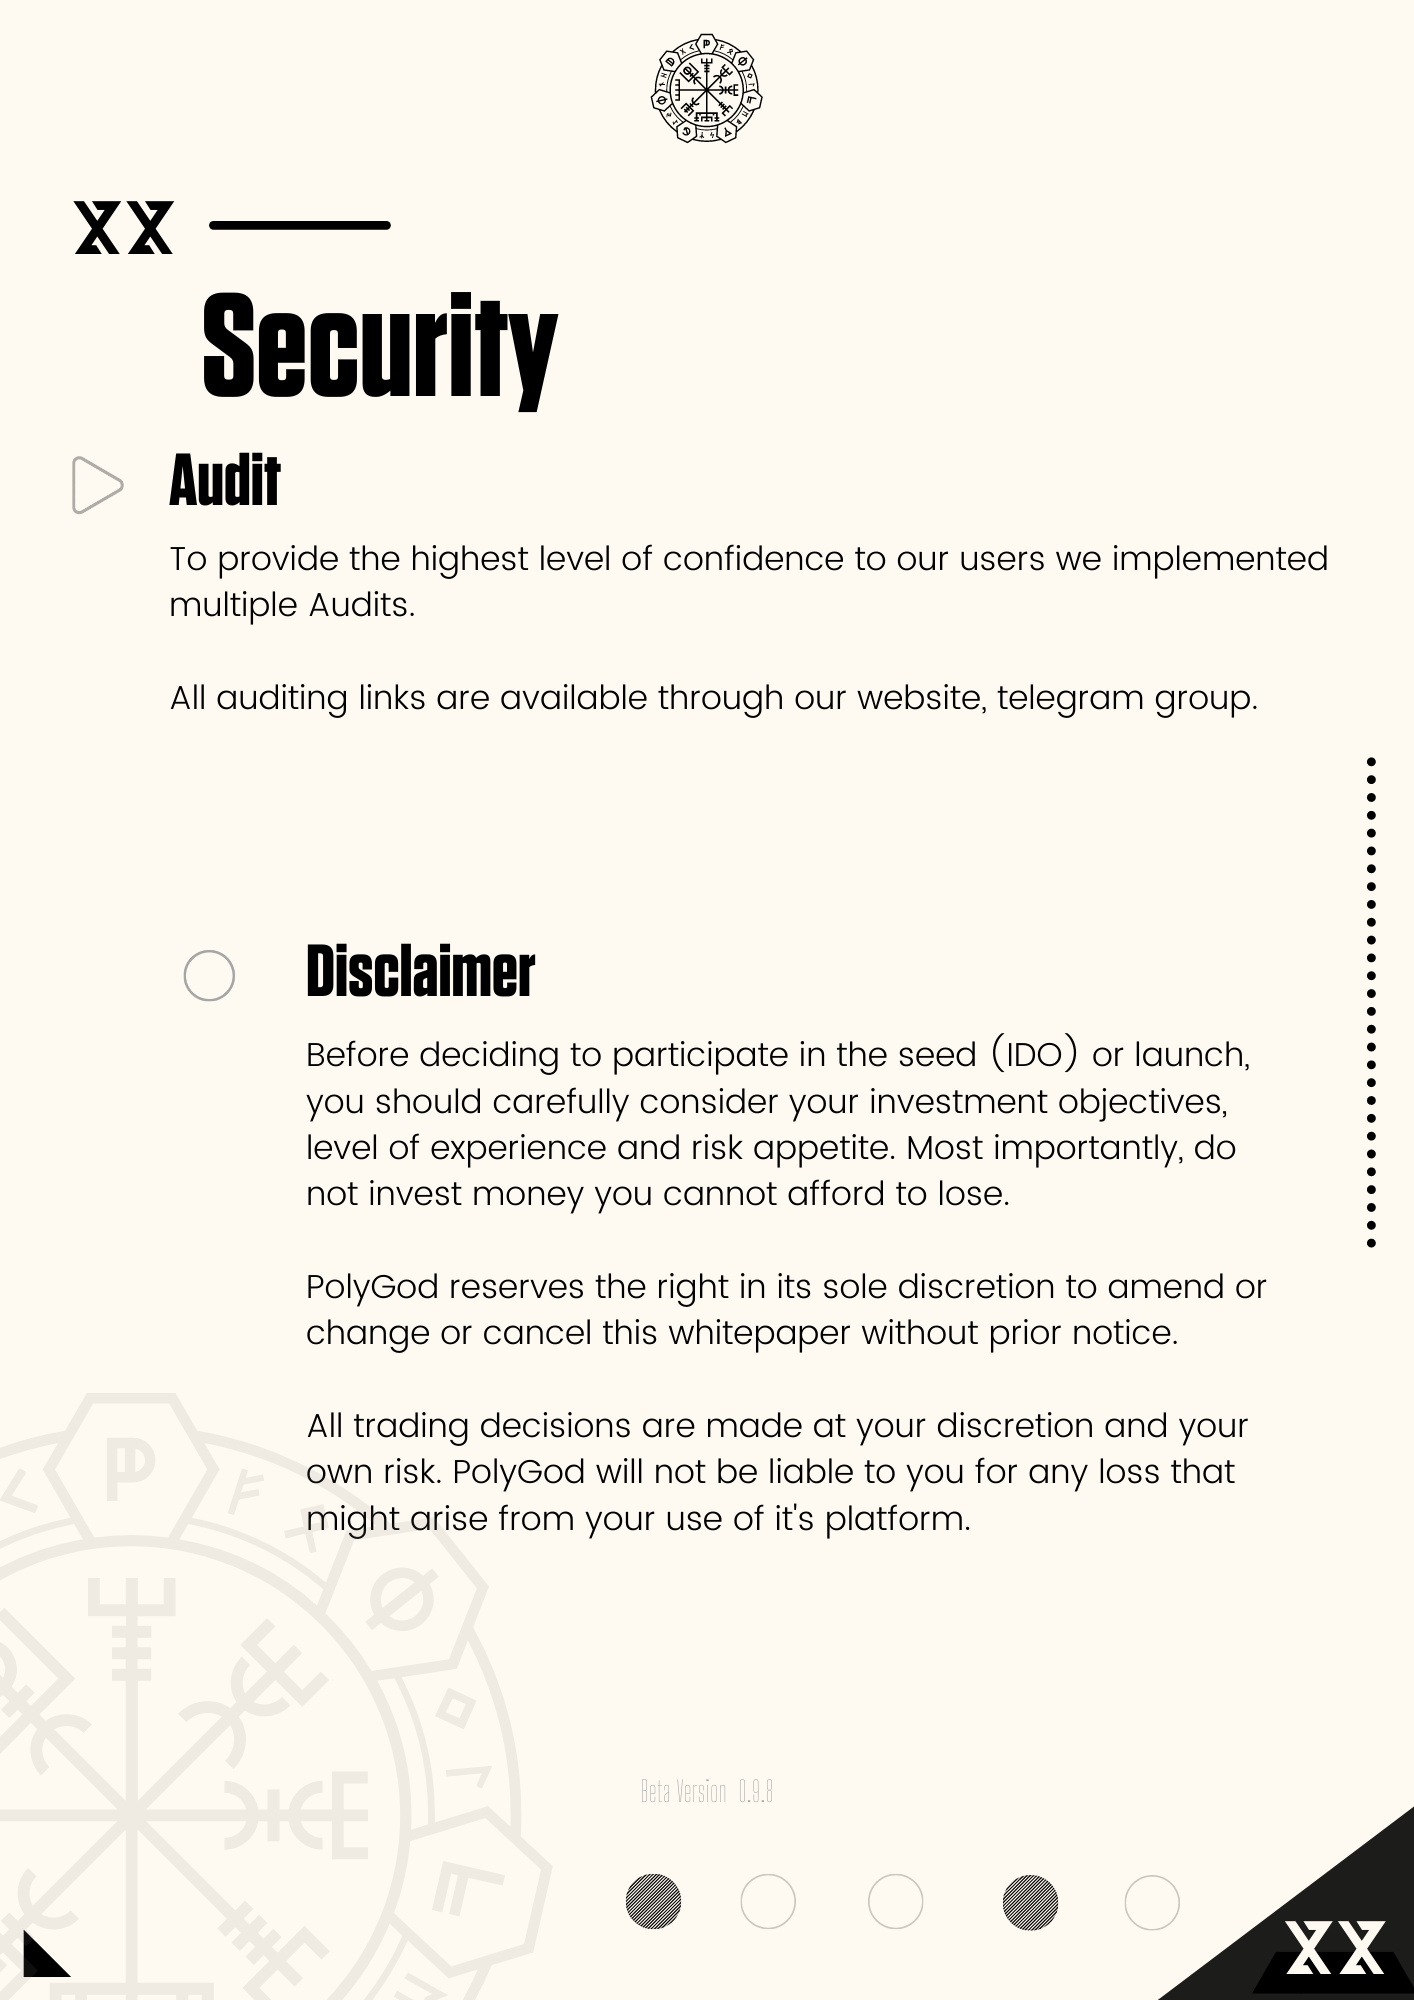 XX
Security
Audit
To provide the highest level of confidence to our users we implemented
multiple Audits.
All auditing links are available through our website, telegram group.
Disclaimer
Before deciding to participate in the seed (IDO) or launch,
you should carefully consider your investment objectives,
level of experience and risk appetite. Most importantly, do
not invest money you cannot afford to lose.
PolyGod reserves the right in its sole discretion to amend or
change or cancel this whitepaper without prior notice.
All trading decisions are made at your discretion and your
own risk. PolyGod will not be liable to you for any loss that
might arise from your use of it's platform.
Beta Version 0.9.8
XX